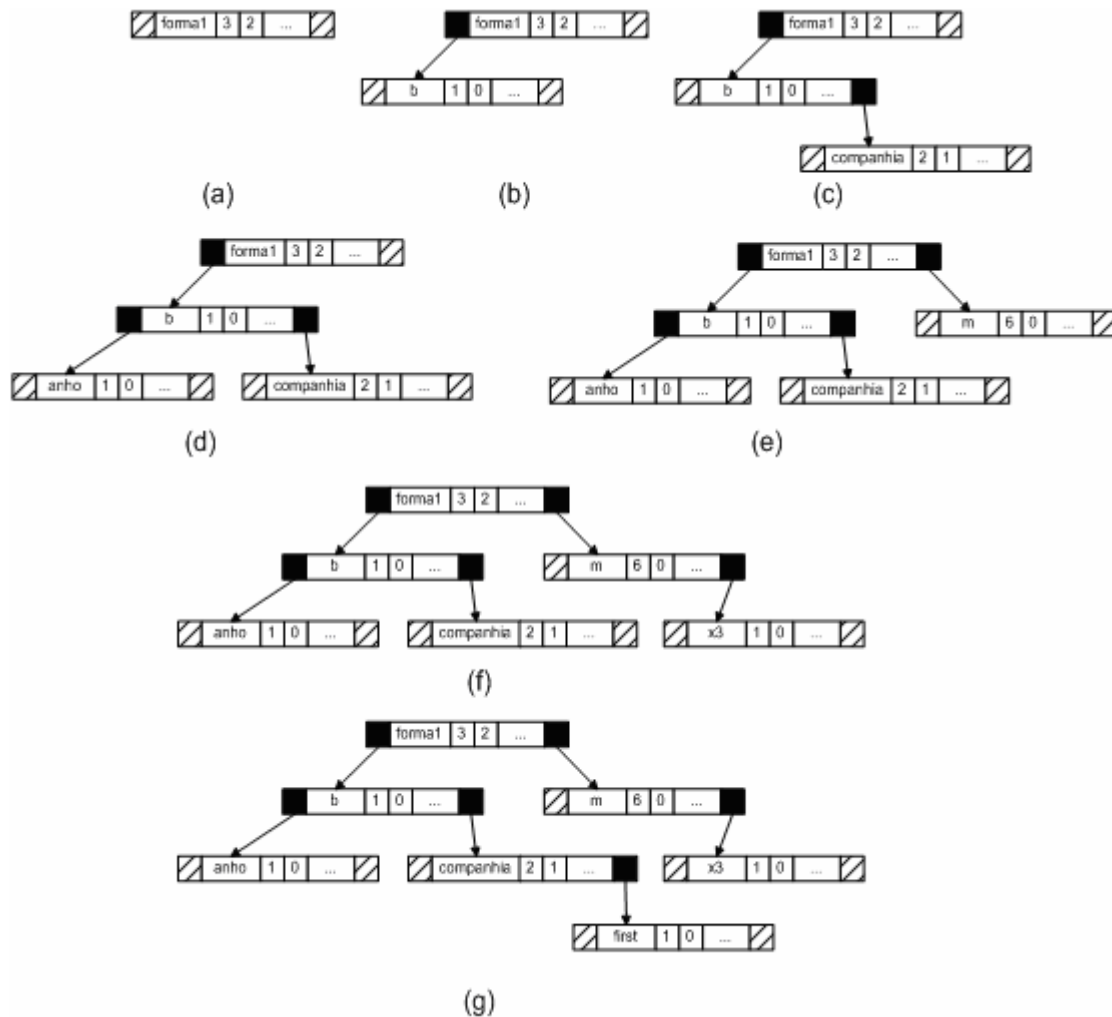 forma1 3 2 ...
forma1 3 2 ...
forma1 3 2 ...
b 1 0 ...
b 1 0 ...
companhia 2 1 ...
(a)
(b)
(c)
forma1 3 2 ...
b 1 0 ...
anho 1 0 ...
companhia 2 1 ...
(d)
forma1 3 2 ...
b 1 0 ...
m 6 0 ...
anho 1 0 ...
companhia 2 1 ...
(e)
forma1 3 2 ...
b 1 0 ...
m 6 0 ...
anho 1 0 ...
companhia 2 1 ...
x3 1 0 ...
(f)
forma1 3 2 ...
b 1 0 ...
m 6 0 ...
anho 1 0 ...
companhia 2 1 ...
x3 1 0 ...
first 1 0 ...
(g)